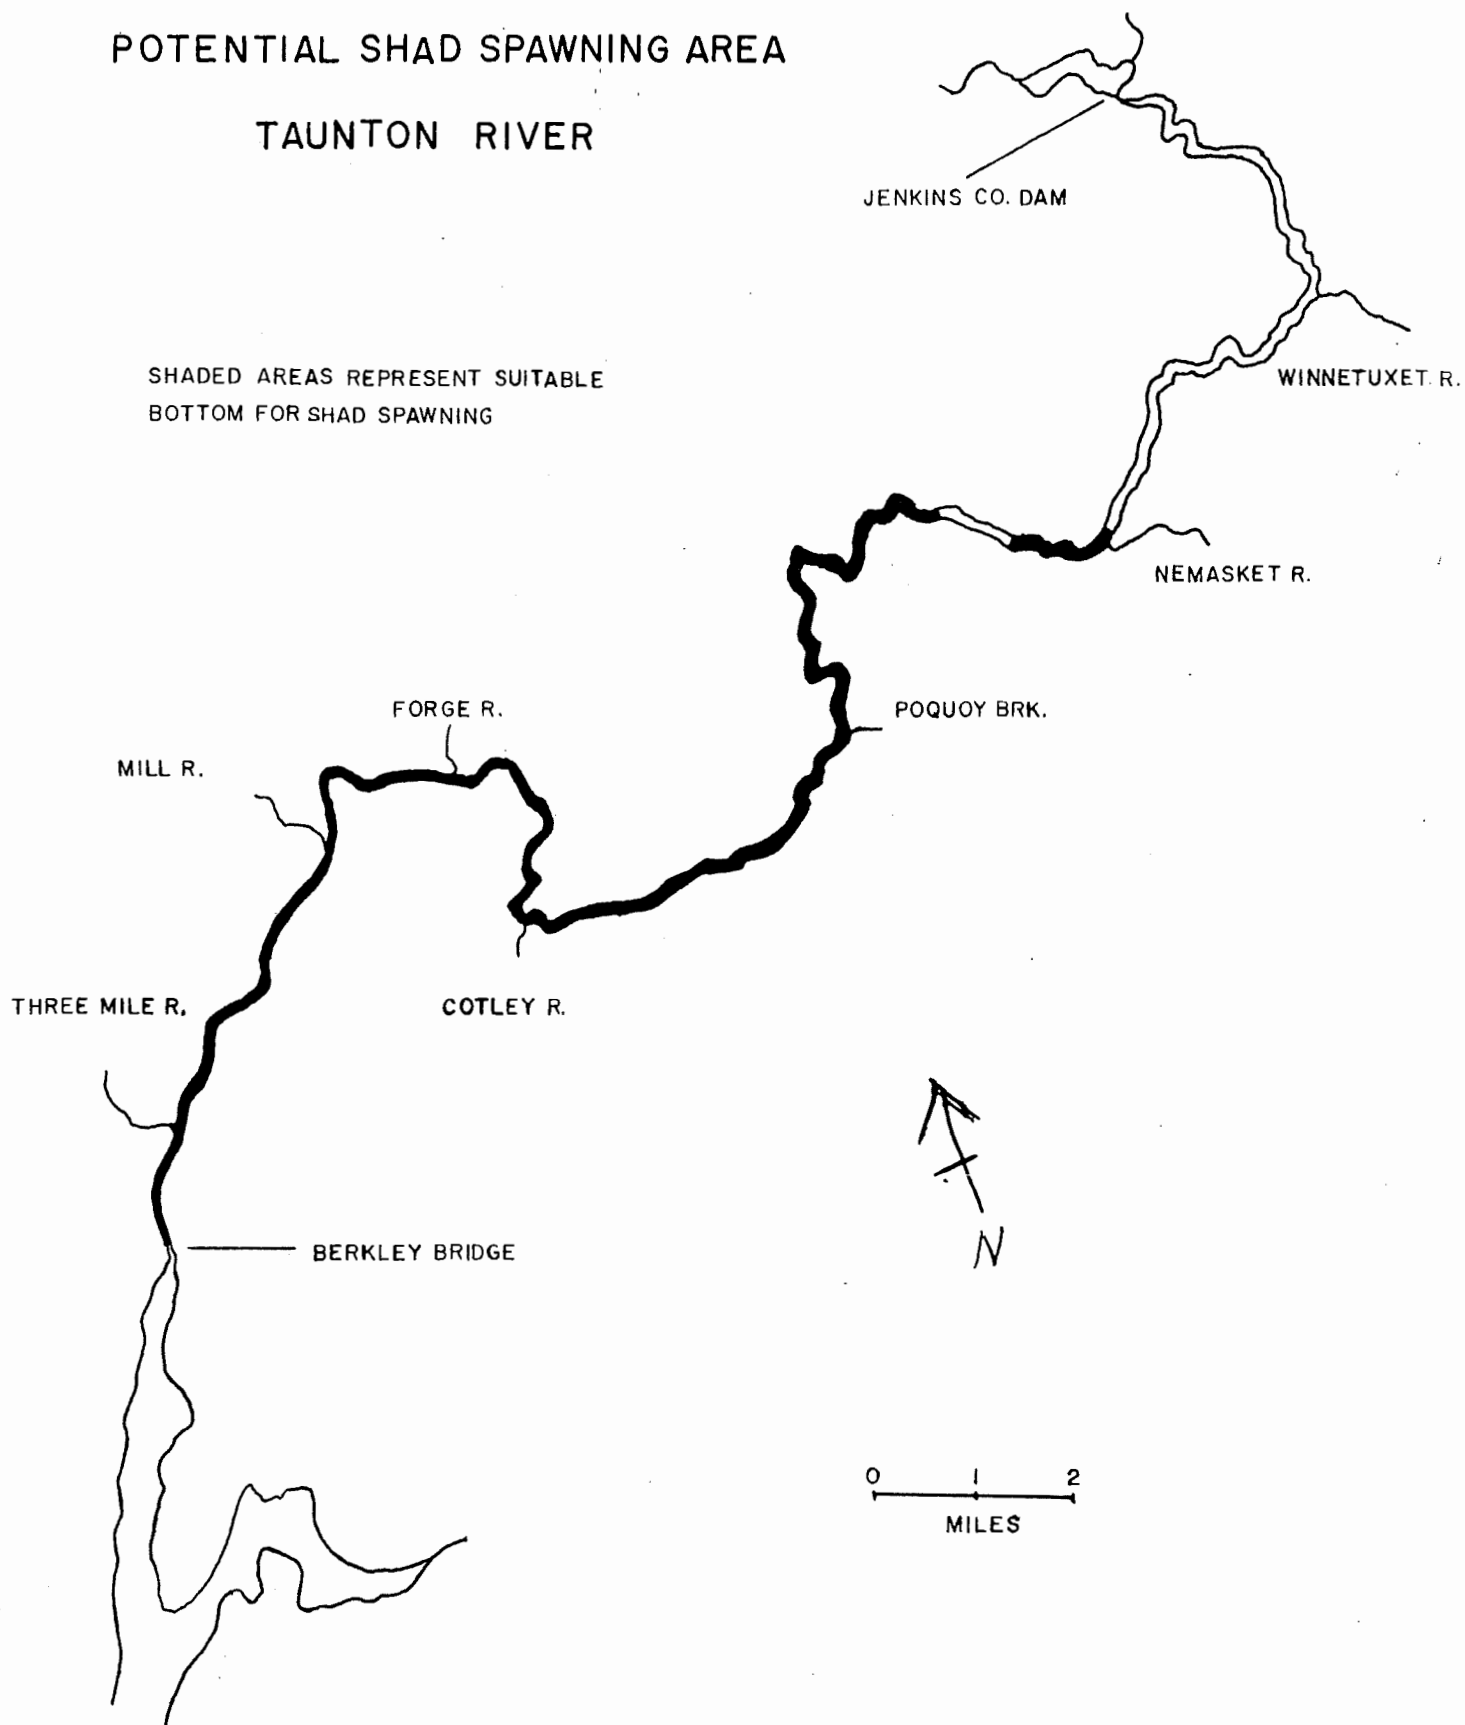 POTENTIAL SHAD SPAWNING AREA
TAUNTON RIVER
JENKINS CO. DAM
SHADED AREAS REPRESENT SUITABLE
BOTTOM FOR SHAD SPAWNING
WINNETUXET R.
NEMASKET R.
FORGE R.
POQUOY BRK.
MILL R.
THREE MILE R.
COTLEY R.
BERKLEY BRIDGE
N
0 1 2
MILES